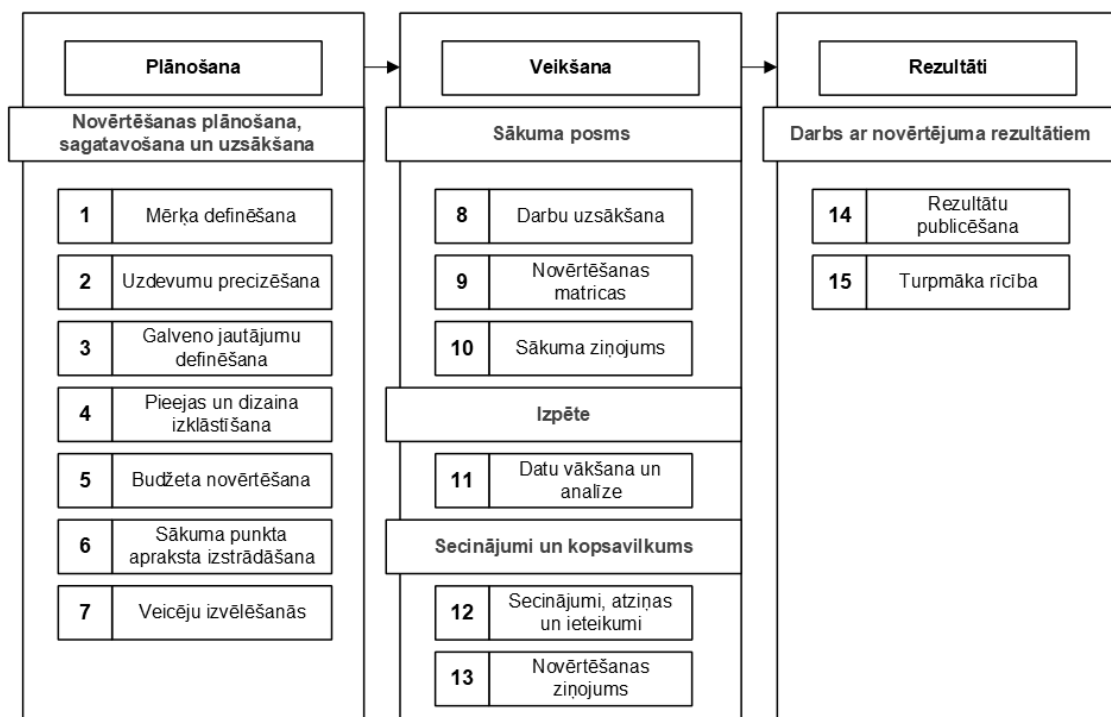 Plānošana
Novērtēšanas plānošana,
sagatavošana un uzsākšana
1
Mērķa definēšana
2
Uzdevumu precizēšana
3
Galveno jautājumu
definēšana
4
Pieejas un dizaina
izklāstīšana
5
Budžeta novērtēšana
6
Sākuma punkta
apraksta izstrādāšana
7
Veicēju izvēlēšanās
Veikšana
Sākuma posms
8
Darbu uzsākšana
9
Novērtēšanas
matricas
10
Sākuma ziņojums
Izpēte
11
Datu vākšana un
analīze
Secinājumi un kopsavilkums
12
Secinājumi, atziņas
un ieteikumi
13
Novērtēšanas
ziņojums
Rezultāti
Darbs ar novērtējuma rezultātiem
14
Rezultātu
publicēšana
15
Turpmāka rīcība